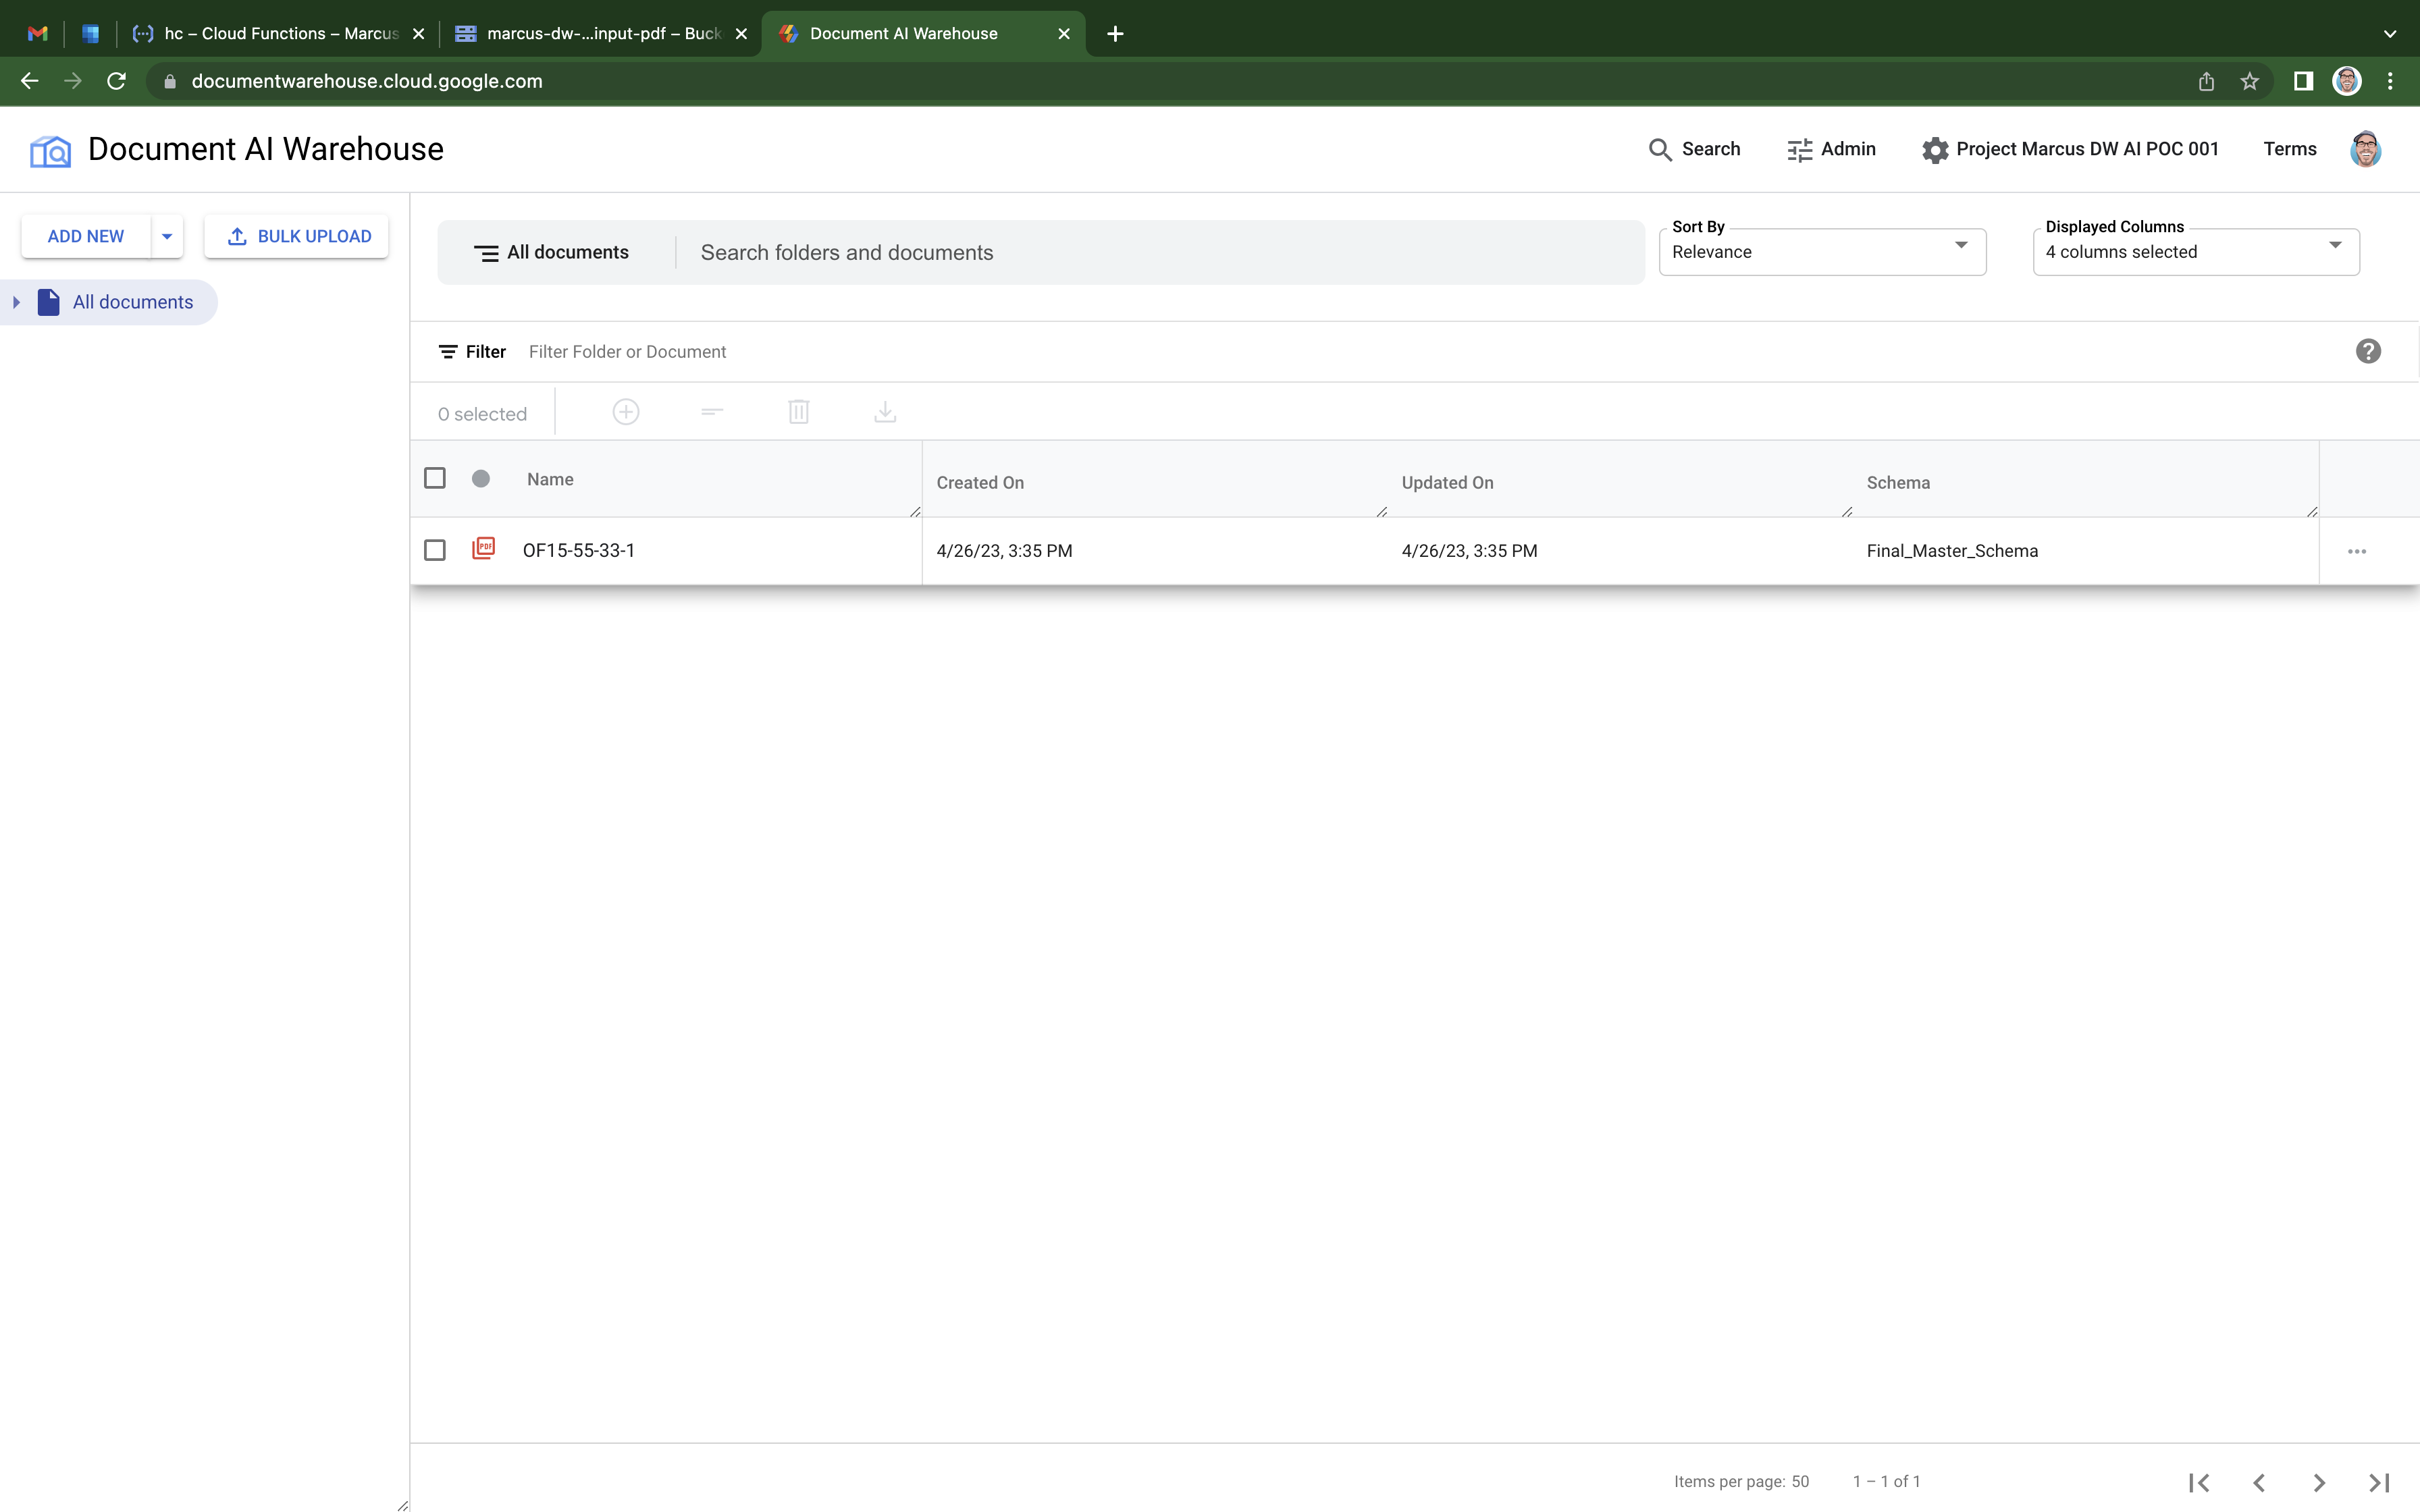 hc – Cloud Functions – Marcus
marcus-dw-...input-pdf – Buck
Document AI Warehouse
documentwarehouse.cloud.google.com
Document AI Warehouse
Search
Admin
Project Marcus DW AI POC 001
Terms
ADD NEW
BULK UPLOAD
All documents
All documents
Search folders and documents
Sort By
Relevance
Displayed Columns
4 columns selected
Filter
Filter Folder or Document
0 selected
Name
Created On
Updated On
Schema
PDF
OF15-55-33-1
4/26/23, 3:35 PM
4/26/23, 3:35 PM
Final_Master_Schema
Items per page: 50
1 – 1 of 1